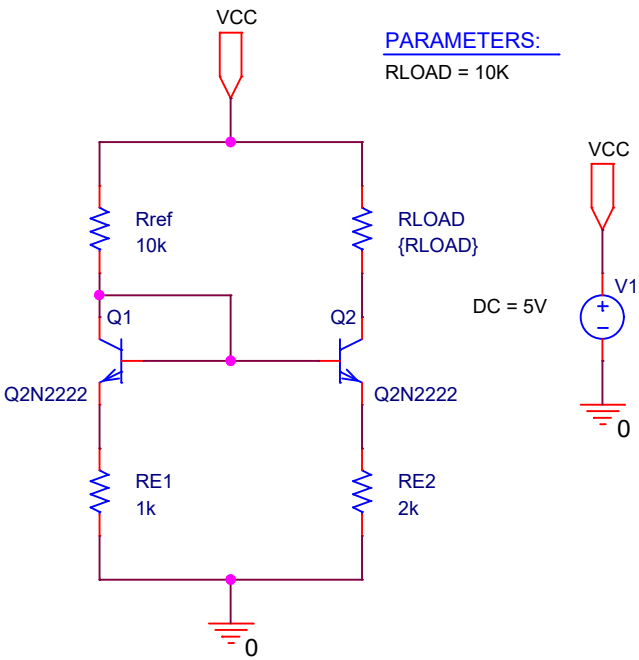 VCC
PARAMETERS:
RLOAD = 10K
VCC
Rref
10k
RLOAD
{RLOAD}
V1
DC = 5V
+
−
Q1
Q2
Q2N2222
Q2N2222
0
RE1
1k
RE2
2k
0